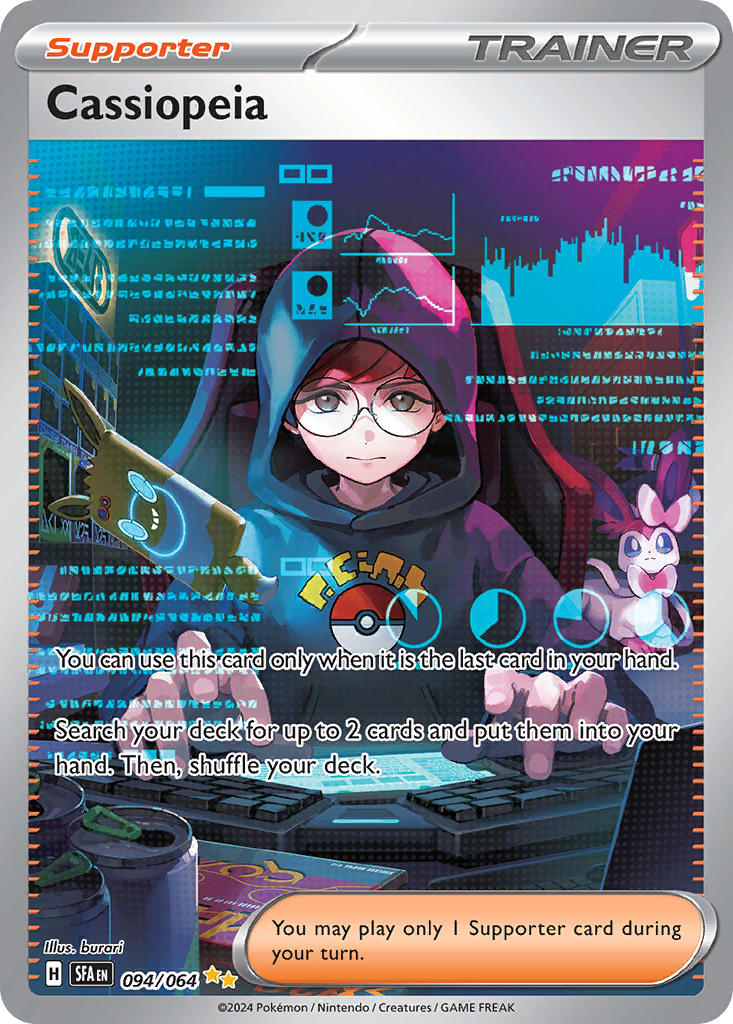 Supporter
TRAINER
Cassiopeia
You can use this card only when it is the last card in your hand.
Search your deck for up to 2 cards and put them into your
hand. Then, shuffle your deck.
You may play only 1 Supporter card during
your turn.
Illus. burari
H SFA EN 094/064
©2024 Pokémon / Nintendo / Creatures / GAME FREAK